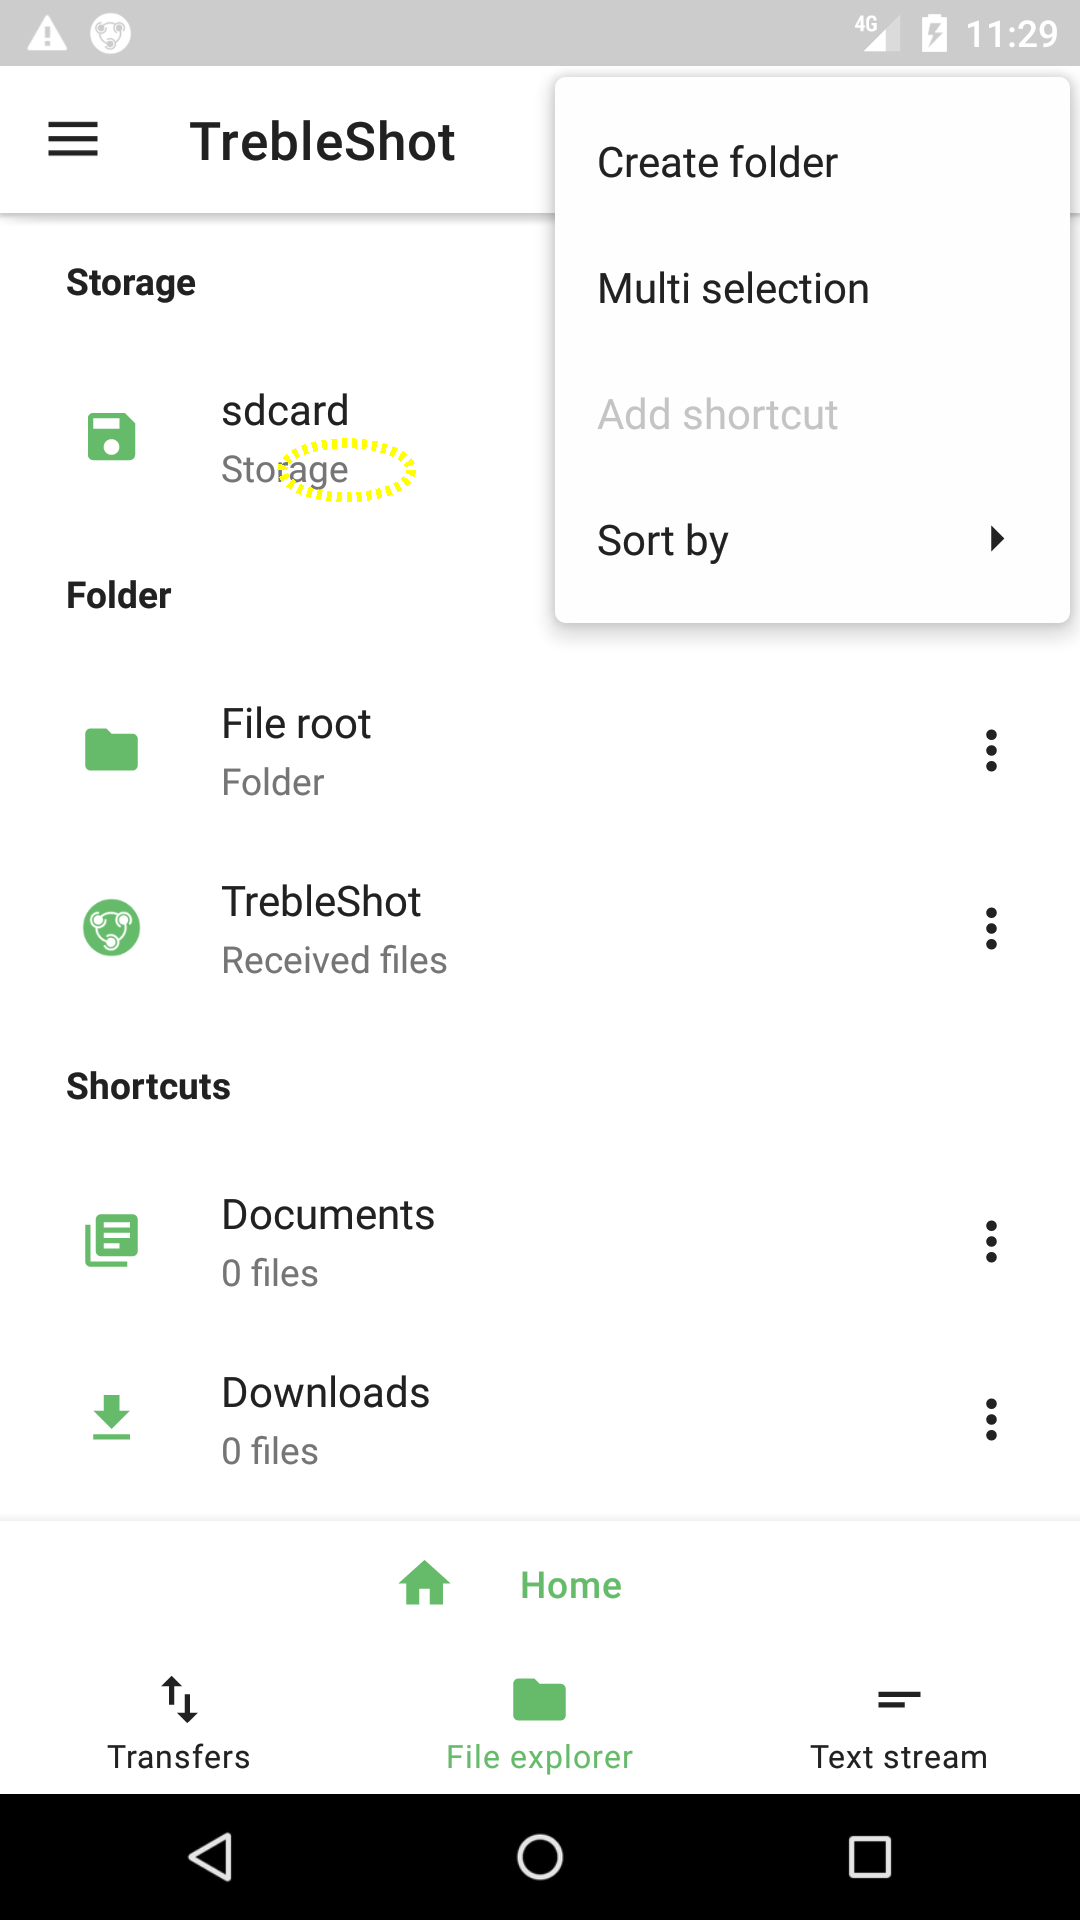 4G 11:29
TrebleShot
Create folder
Multi selection
Add shortcut
Sort by
Storage
sdcard
Storage
Folder
File root
Folder
TrebleShot
Received files
Shortcuts
Documents
0 files
Downloads
0 files
Home
Transfers
File explorer
Text stream